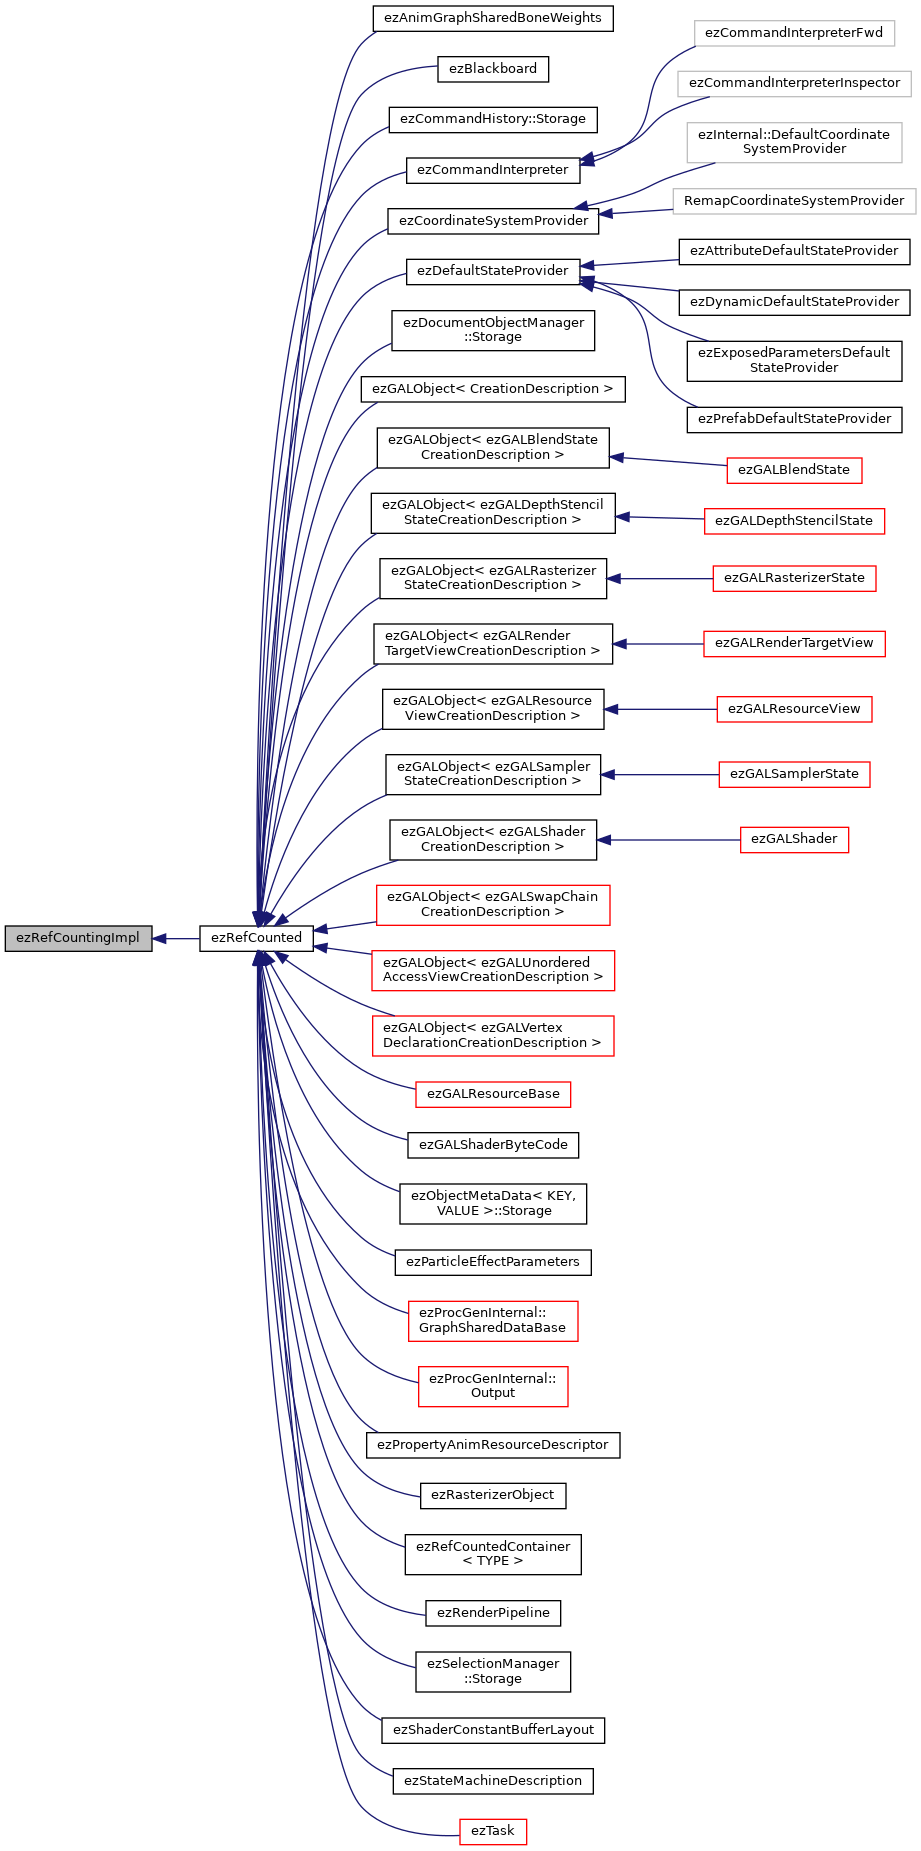 ezRefCountingImpl
ezRefCounted
ezAnimGraphSharedBoneWeights
ezBlackboard
ezCommandHistory::Storage
ezCommandInterpreter
ezCommandInterpreterFwd
ezCommandInterpreterInspector
ezCoordinateSystemProvider
ezInternal::DefaultCoordinate
SystemProvider
RemapCoordinateSystemProvider
ezDefaultStateProvider
ezAttributeDefaultStateProvider
ezDynamicDefaultStateProvider
ezExposedParametersDefault
StateProvider
ezPrefabDefaultStateProvider
ezDocumentObjectManager
::Storage
ezGALObject< CreationDescription >
ezGALObject< ezGALBlendState
CreationDescription >
ezGALBlendState
ezGALObject< ezGALDepthStencil
StateCreationDescription >
ezGALDepthStencilState
ezGALObject< ezGALRasterizer
StateCreationDescription >
ezGALRasterizerState
ezGALObject< ezGALRender
TargetViewCreationDescription >
ezGALRenderTargetView
ezGALObject< ezGALResource
ViewCreationDescription >
ezGALResourceView
ezGALObject< ezGALSampler
StateCreationDescription >
ezGALSamplerState
ezGALObject< ezGALShader
CreationDescription >
ezGALShader
ezGALObject< ezGALSwapChain
CreationDescription >
ezGALObject< ezGALUnordered
AccessViewCreationDescription >
ezGALObject< ezGALVertex
DeclarationCreationDescription >
ezGALResourceBase
ezGALShaderByteCode
ezObjectMetaData< KEY,
VALUE >::Storage
ezParticleEffectParameters
ezProcGenInternal::
GraphSharedDataBase
ezProcGenInternal::
Output
ezPropertyAnimResourceDescriptor
ezRasterizerObject
ezRefCountedContainer
< TYPE >
ezRenderPipeline
ezSelectionManager
::Storage
ezShaderConstantBufferLayout
ezStateMachineDescription
ezTask